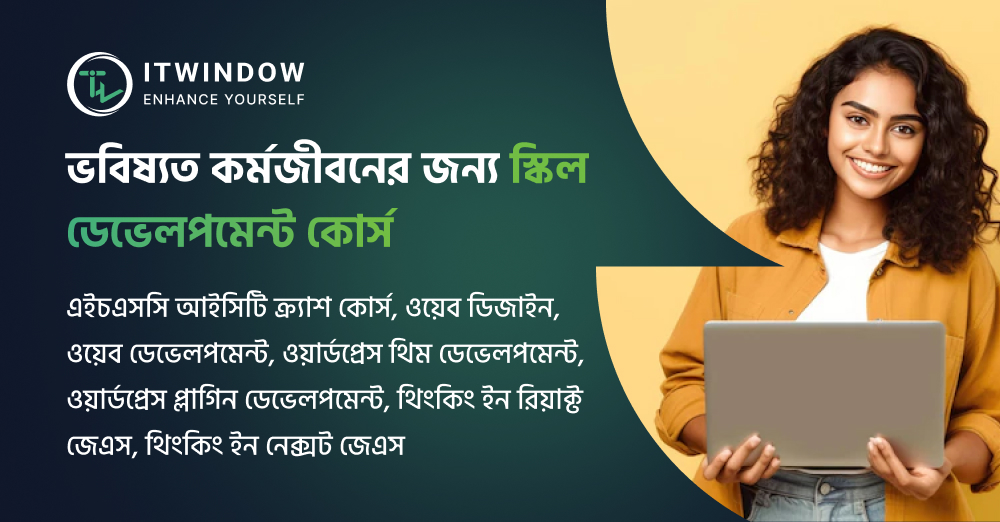 ITWINDOW
ENHANCE YOURSELF
ভবিষ্যত কর্মজীবনের জন্য স্কিল
ডেভেলপমেন্ট কোর্স
এইচএসসি আইসিটি ক্র্যাশ কোর্স, ওয়েব ডিজাইন,
ওয়েব ডেভেলপমেন্ট, ওয়ার্ডপ্রেস থিম ডেভেলপমেন্ট,
ওয়ার্ডপ্রেস প্লাগিন ডেভেলপমেন্ট, থিংকিং ইন রিয়াক্ট
জেএস, থিংকিং ইন নেক্সট জেএস